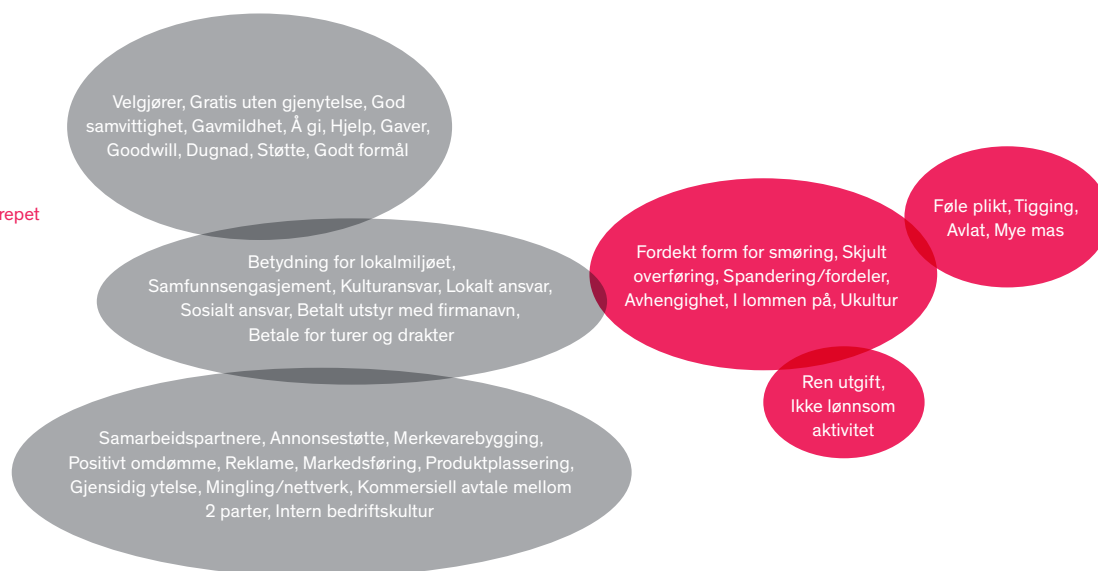 Velgjører, Gratis uten gjenytelse, God
samvittighet, Gavmildhet, Å gi, Hjelp, Gaver,
Goodwill, Dugnad, Støtte, Godt formål
repet
Betydning for lokalmiljøet,
Samfunnsengasjement, Kulturansvar, Lokalt ansvar,
Sosialt ansvar, Betalt utstyr med firmanavn,
Betale for turer og drakter
Samarbeidspartnere, Annonsestøtte, Merkevarebygging,
Positivt omdømme, Reklame, Markedsføring, Produktplassering,
Gjensidig ytelse, Mingling/nettverk, Kommersiell avtale mellom
2 parter, Intern bedriftskultur
Fordekt form for smøring, Skjult
overføring, Spandering/fordeler,
Avhengighet, I lommen på, Ukultur
Føle plikt, Tigging,
Avlat, Mye mas
Ren utgift,
Ikke lønnsom
aktivitet